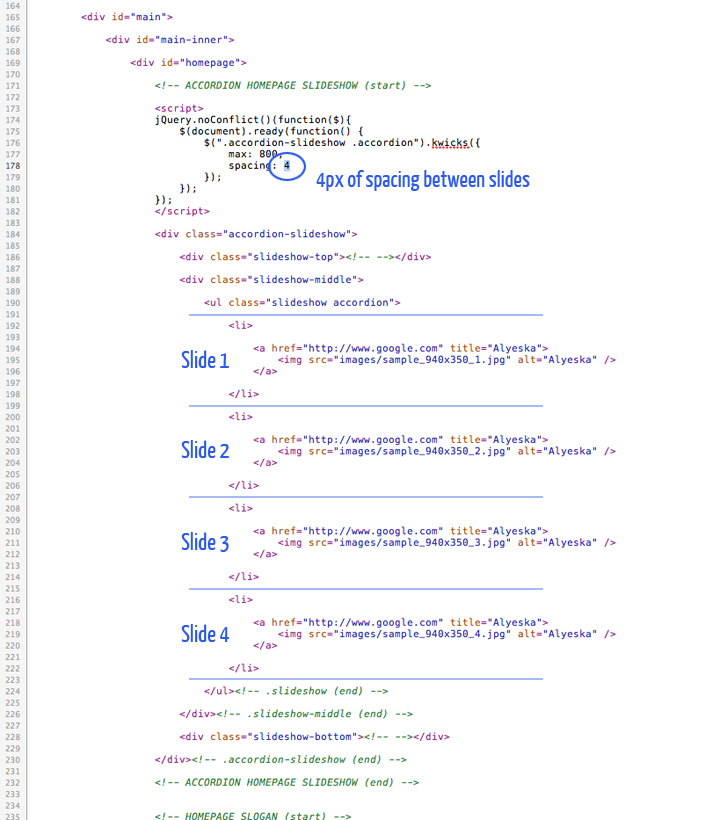 164
165 <div id="main">
166
167 <div id="main-inner">
168
169 <div id="homepage">
170
171 <!-- ACCORDION HOMEPAGE SLIDESHOW (start) -->
172
173 <script>
174 jQuery.noConflict()(function($){
175 $(document).ready(function() {
176 $(".accordion-slideshow .accordion").kwicks({
177 max: 800,
178 spacing: 4
4px of spacing between slides
179 });
180 });
181 });
182 </script>
183
184 <div class="accordion-slideshow">
185
186 <div class="slideshow-top"><!-- --></div>
187
188 <div class="slideshow-middle">
189
190 <ul class="slideshow accordion">
191
192 <li>
193
194 <a href="http://www.google.com" title="Alyeska">
Slide 1
195 <img src="images/sample_940x350_1.jpg" alt="Alyeska" />
196 </a>
197
198 </li>
199
200 <li>
201
202 <a href="http://www.google.com" title="Alyeska">
Slide 2
203 <img src="images/sample_940x350_2.jpg" alt="Alyeska" />
204 </a>
205
206 </li>
207
208 <li>
209
210 <a href="http://www.google.com" title="Alyeska">
Slide 3
211 <img src="images/sample_940x350_3.jpg" alt="Alyeska" />
212 </a>
213
214 </li>
215
216 <li>
217
218 <a href="http://www.google.com" title="Alyeska">
Slide 4
219 <img src="images/sample_940x350_4.jpg" alt="Alyeska" />
220 </a>
221
222 </li>
223
224 </ul><!-- .slideshow (end) -->
225
226 </div><!-- .slideshow-middle (end) -->
227
228 <div class="slideshow-bottom"><!-- --></div>
229
230 </div><!-- .accordion-slideshow (end) -->
231
232 <!-- ACCORDION HOMEPAGE SLIDESHOW (end) -->
233
234
235 <!-- HOMEPAGE SLOGAN (start) -->